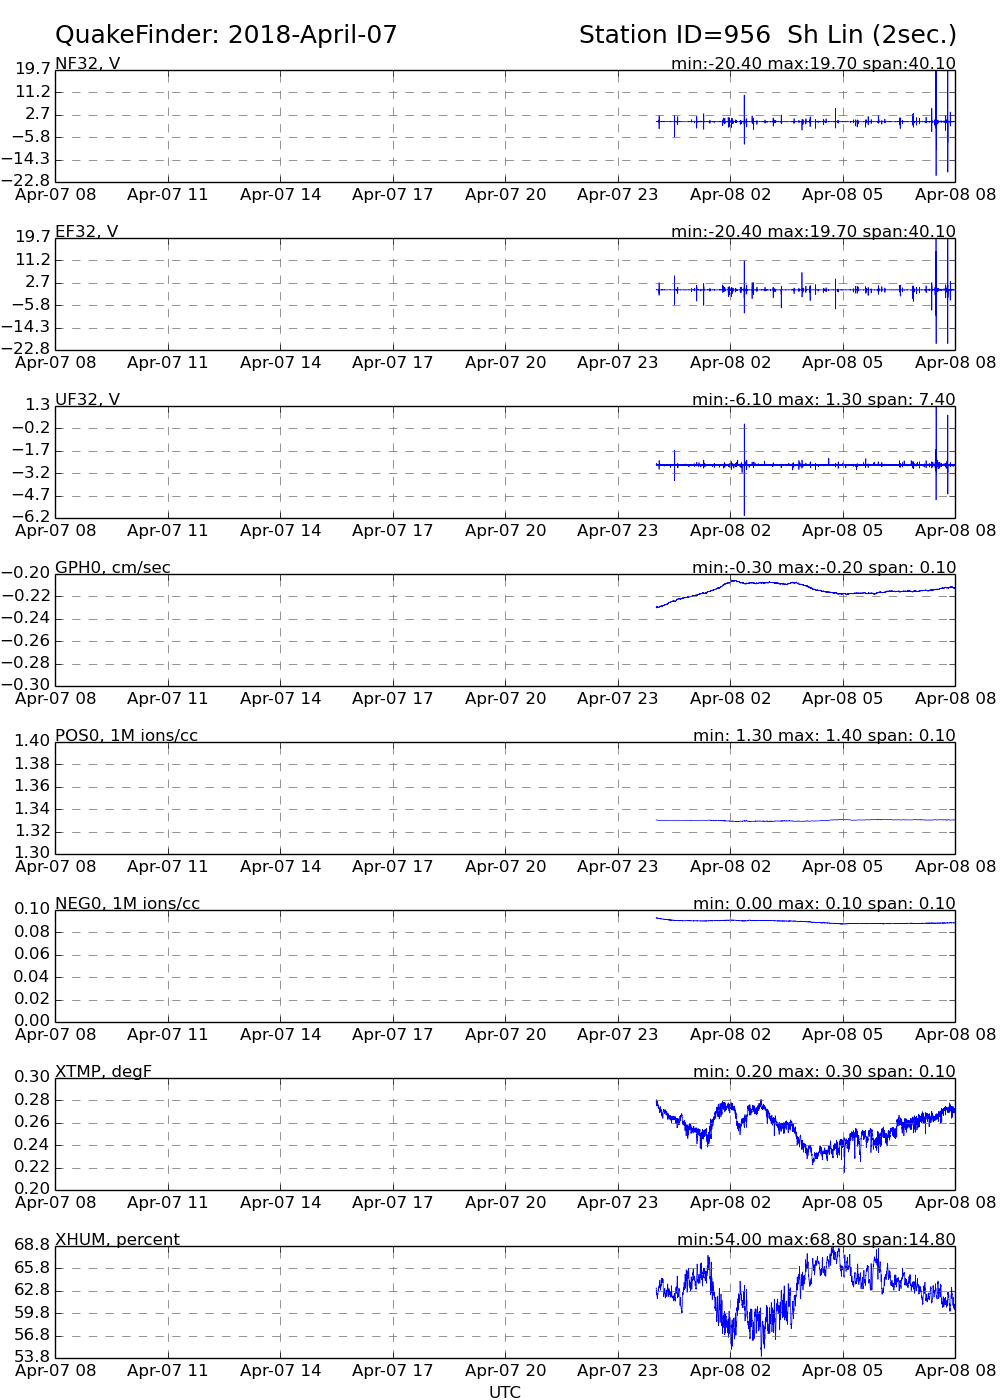 QuakeFinder: 2018-April-07 Station ID=956 Sh Lin (2sec.)
NF32, V min:-20.40 max:19.70 span:40.10
19.7
11.2
2.7
−5.8
−14.3
−22.8
Apr-07 08 Apr-07 11 Apr-07 14 Apr-07 17 Apr-07 20 Apr-07 23 Apr-08 02 Apr-08 05 Apr-08 08
EF32, V min:-20.40 max:19.70 span:40.10
19.7
11.2
2.7
−5.8
−14.3
−22.8
Apr-07 08 Apr-07 11 Apr-07 14 Apr-07 17 Apr-07 20 Apr-07 23 Apr-08 02 Apr-08 05 Apr-08 08
UF32, V min:-6.10 max: 1.30 span: 7.40
1.3
−0.2
−1.7
−3.2
−4.7
−6.2
Apr-07 08 Apr-07 11 Apr-07 14 Apr-07 17 Apr-07 20 Apr-07 23 Apr-08 02 Apr-08 05 Apr-08 08
GPH0, cm/sec min:-0.30 max:-0.20 span: 0.10
−0.20
−0.22
−0.24
−0.26
−0.28
−0.30
Apr-07 08 Apr-07 11 Apr-07 14 Apr-07 17 Apr-07 20 Apr-07 23 Apr-08 02 Apr-08 05 Apr-08 08
POS0, 1M ions/cc min: 1.30 max: 1.40 span: 0.10
1.40
1.38
1.36
1.34
1.32
1.30
Apr-07 08 Apr-07 11 Apr-07 14 Apr-07 17 Apr-07 20 Apr-07 23 Apr-08 02 Apr-08 05 Apr-08 08
NEG0, 1M ions/cc min: 0.00 max: 0.10 span: 0.10
0.10
0.08
0.06
0.04
0.02
0.00
Apr-07 08 Apr-07 11 Apr-07 14 Apr-07 17 Apr-07 20 Apr-07 23 Apr-08 02 Apr-08 05 Apr-08 08
XTMP, degF min: 0.20 max: 0.30 span: 0.10
0.30
0.28
0.26
0.24
0.22
0.20
Apr-07 08 Apr-07 11 Apr-07 14 Apr-07 17 Apr-07 20 Apr-07 23 Apr-08 02 Apr-08 05 Apr-08 08
XHUM, percent min:54.00 max:68.80 span:14.80
68.8
65.8
62.8
59.8
56.8
53.8
Apr-07 08 Apr-07 11 Apr-07 14 Apr-07 17 Apr-07 20 Apr-07 23 Apr-08 02 Apr-08 05 Apr-08 08
UTC